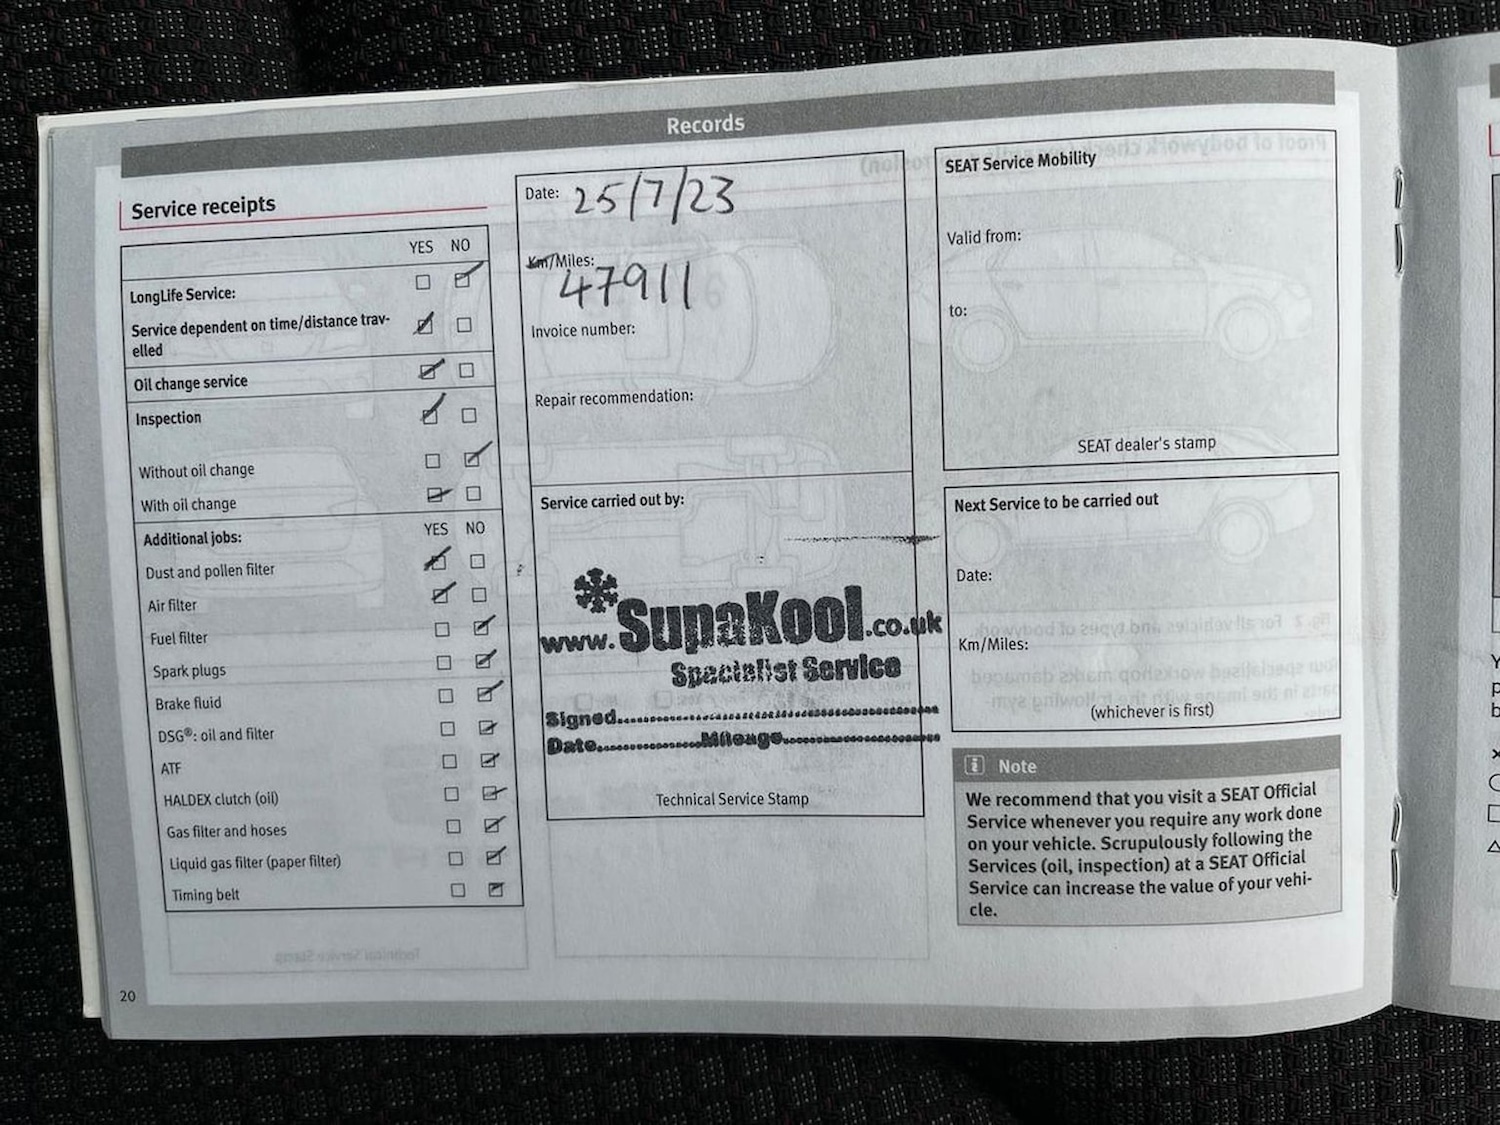 Records
Service receipts
YES NO
LongLife Service:
Service dependent on time/distance trav-
elled
Oil change service
Inspection
Without oil change
With oil change
Additional jobs: YES NO
Dust and pollen filter
Air filter
Fuel filter
Spark plugs
Brake fluid
DSG®: oil and filter
ATF
HALDEX clutch (oil)
Gas filter and hoses
Liquid gas filter (paper filter)
Timing belt
20
Date: 25/7/23
Km/Miles:
47911
Invoice number:
Repair recommendation:
Service carried out by:
www.SupaKool.co.uk
Specialist Service
Signed
Date Mileage
Technical Service Stamp
SEAT Service Mobility
Valid from:
to:
SEAT dealer's stamp
Next Service to be carried out
Date:
Km/Miles:
(whichever is first)
i Note
We recommend that you visit a SEAT Official
Service whenever you require any work done
on your vehicle. Scrupulously following the
Services (oil, inspection) at a SEAT Official
Service can increase the value of your vehi-
cle.